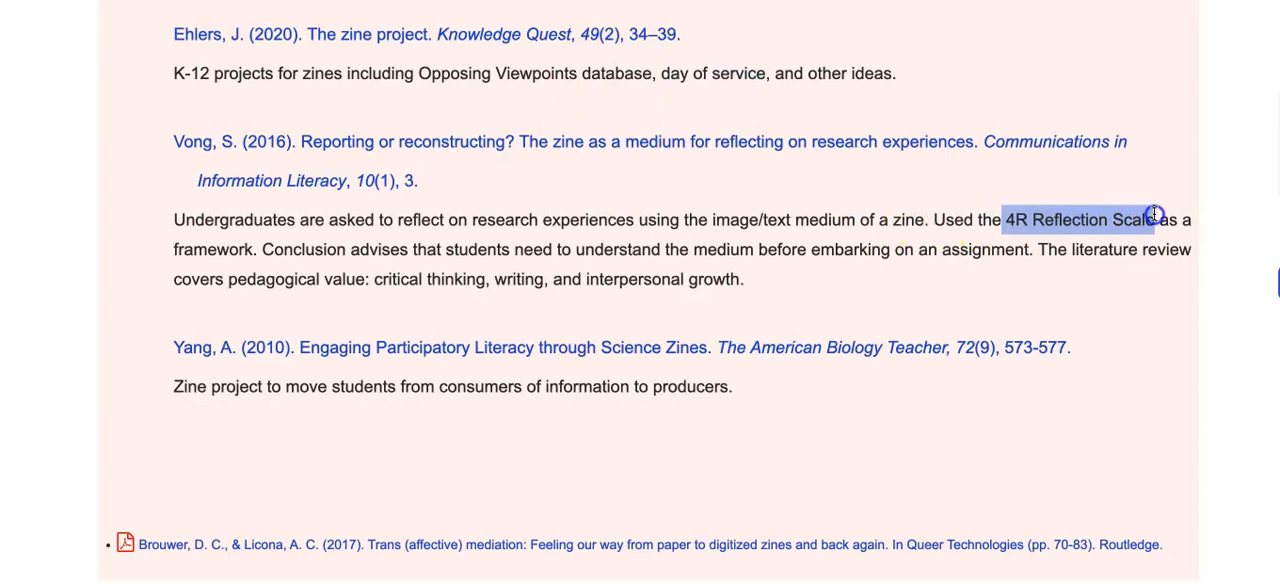 Ehlers, J. (2020). The zine project. Knowledge Quest, 49(2), 34–39.
K-12 projects for zines including Opposing Viewpoints database, day of service, and other ideas.
Vong, S. (2016). Reporting or reconstructing? The zine as a medium for reflecting on research experiences. Communications in
Information Literacy, 10(1), 3.
Undergraduates are asked to reflect on research experiences using the image/text medium of a zine. Used the 4R Reflection Scale as a
framework. Conclusion advises that students need to understand the medium before embarking on an assignment. The literature review
covers pedagogical value: critical thinking, writing, and interpersonal growth.
Yang, A. (2010). Engaging Participatory Literacy through Science Zines. The American Biology Teacher, 72(9), 573-577.
Zine project to move students from consumers of information to producers.
• Brouwer, D. C., & Licona, A. C. (2017). Trans (affective) mediation: Feeling our way from paper to digitized zines and back again. In Queer Technologies (pp. 70-83). Routledge.